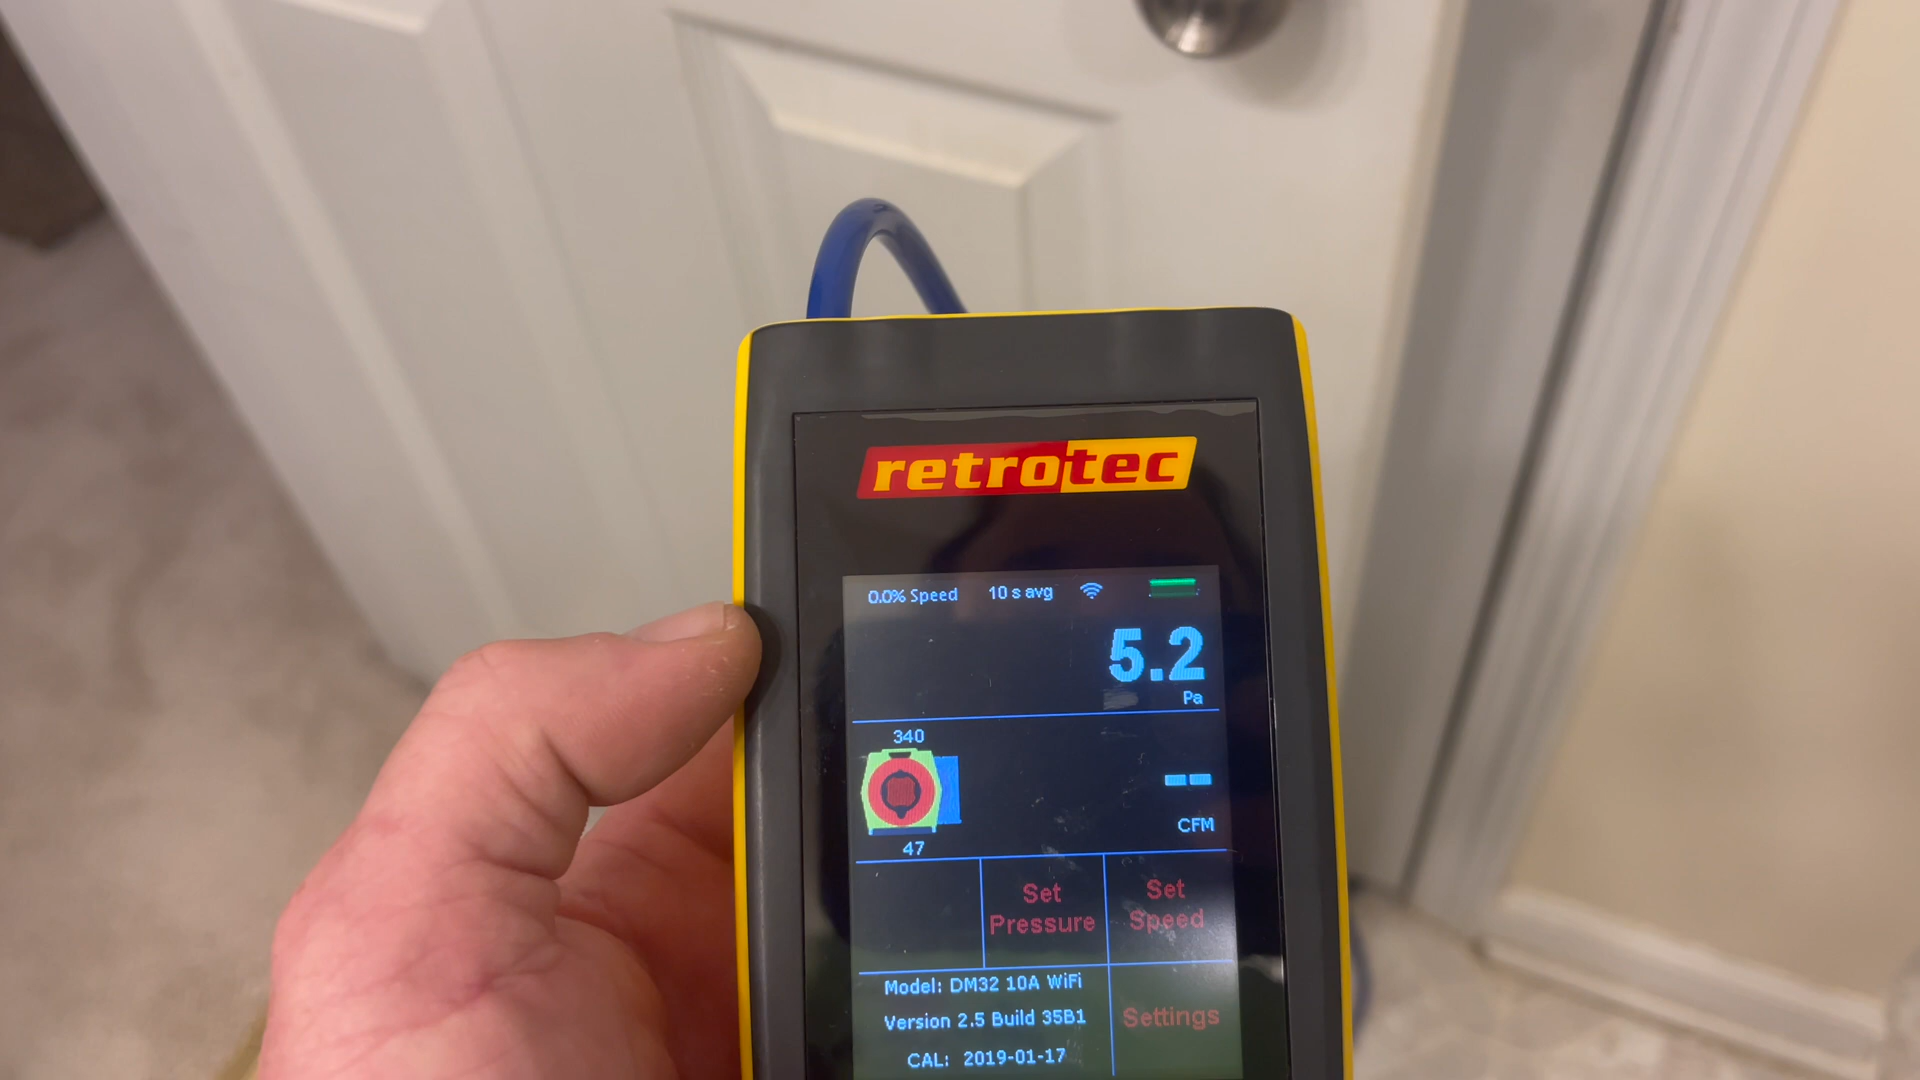 retrotec
0.0% Speed 10 s avg
5.2
Pa
340
--
CFM
47
Set
Pressure
Set
Speed
Model: DM32 10A WiFi
Version 2.5 Build 35B1
CAL: 2019-01-17
Settings